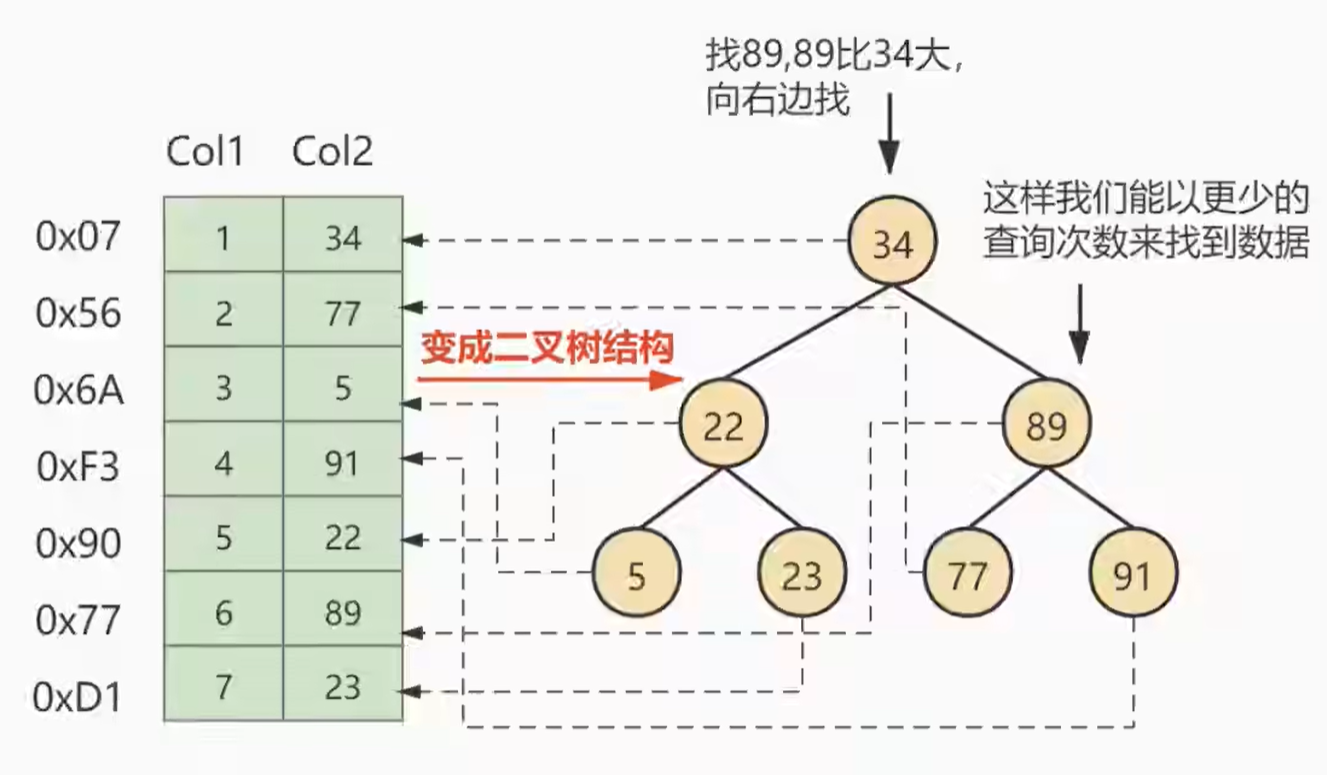 找89,89比34大,
向右边找
这样我们能以更少的
查询次数来找到数据
Col1 Col2
0x07 1 34
0x56 2 77
0x6A 3 5
0xF3 4 91
0x90 5 22
0x77 6 89
0xD1 7 23
变成二叉树结构
34
22 89
5 23 77 91